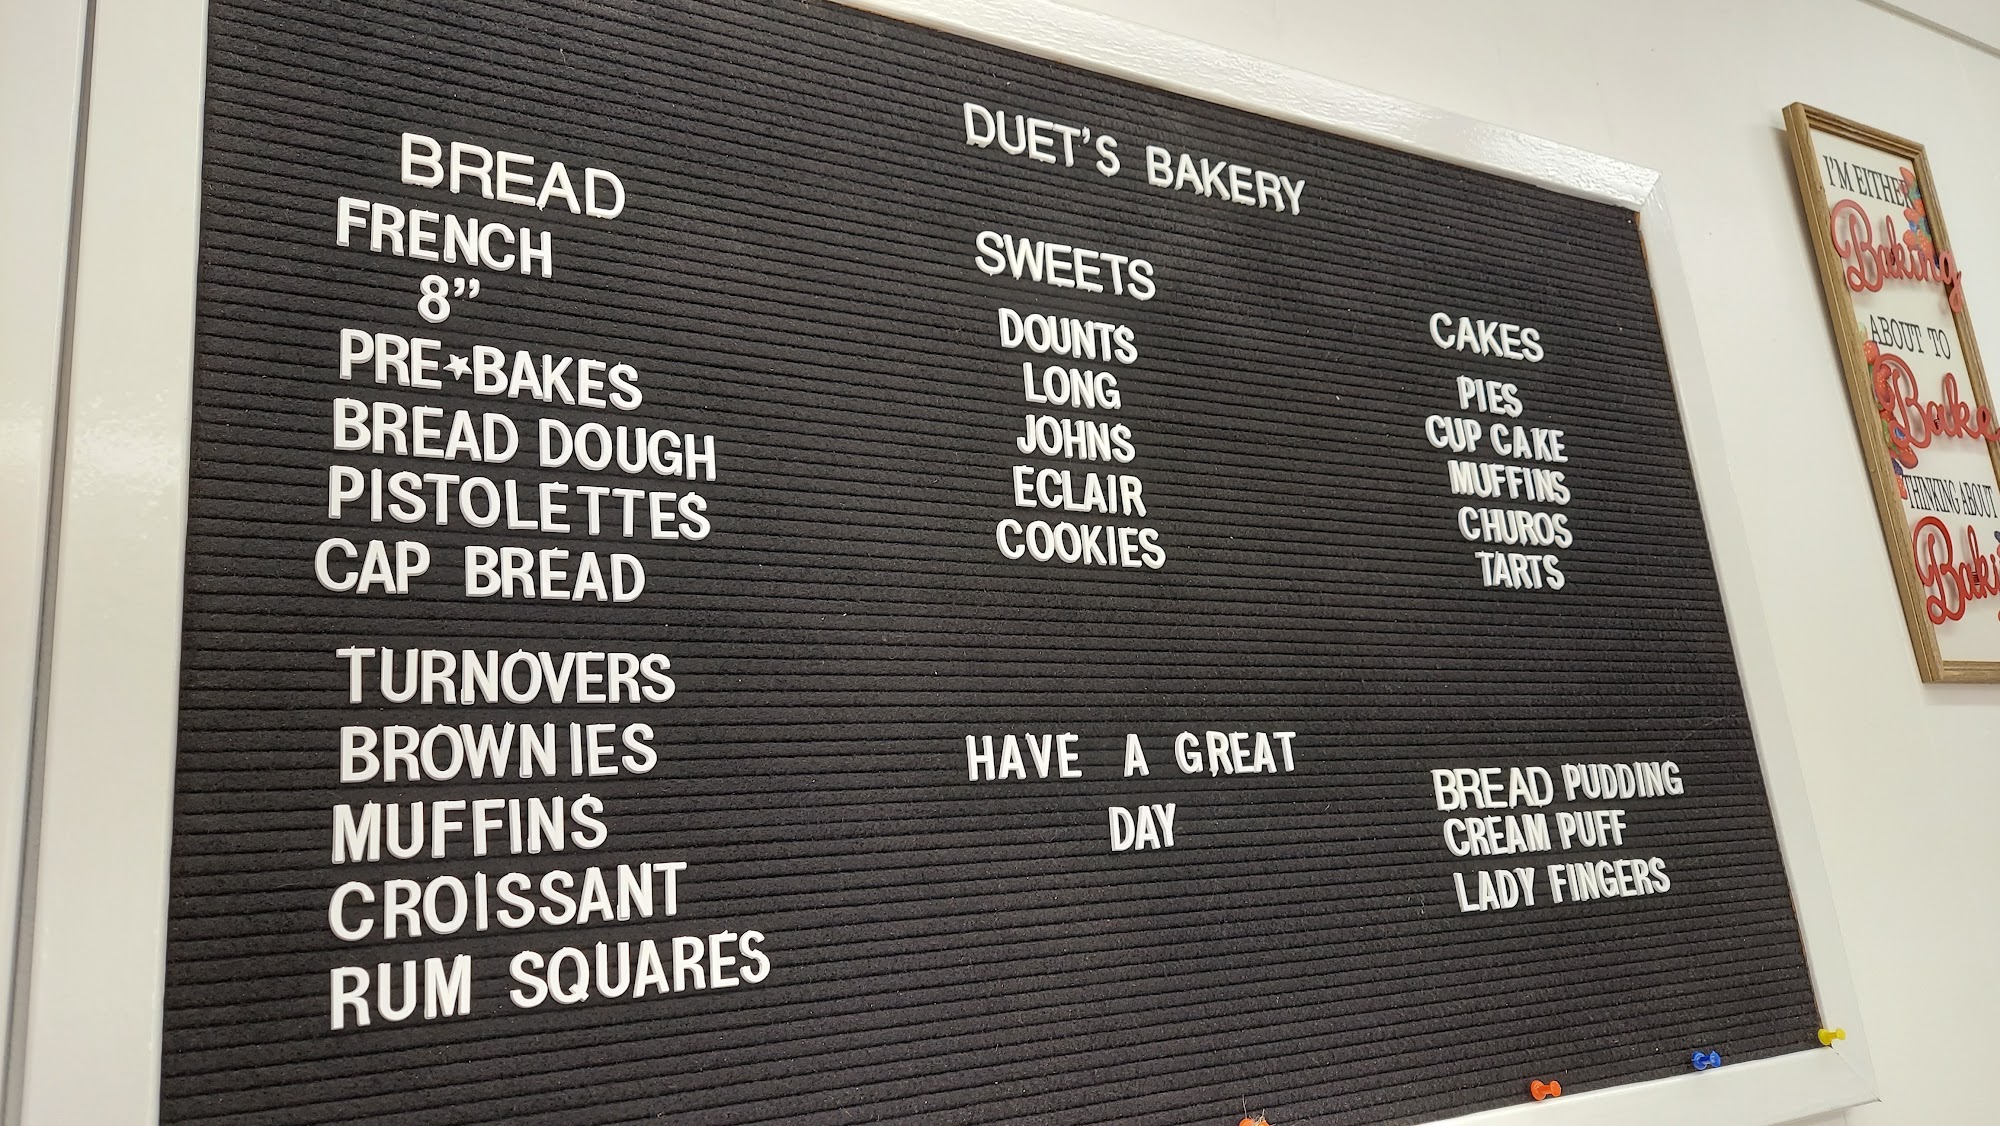 DUET'S BAKERY
BREAD
FRENCH
8"
PRE★BAKES
BREAD DOUGH
PISTOLETTES
CAP BREAD
TURNOVERS
BROWNIES
MUFFINS
CROISSANT
RUM SQUARES
SWEETS
DOUNTS
LONG
JOHNS
ECLAIR
COOKIES
HAVE A GREAT
DAY
CAKES
PIES
CUP CAKE
MUFFINS
CHUROS
TARTS
BREAD PUDDING
CREAM PUFF
LADY FINGERS
I'M EITHER
Baking
ABOUT TO
Bake
THINKING ABOUT